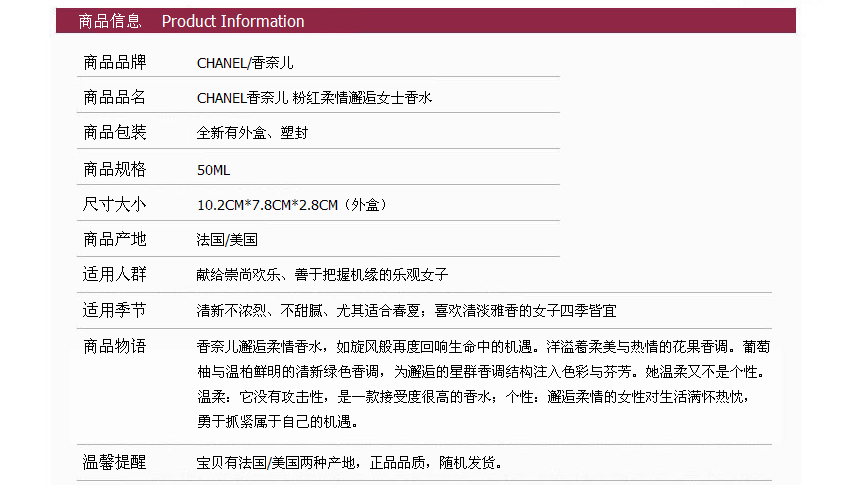 商品信息 Product Information
商品品牌 CHANEL/香奈儿
商品品名 CHANEL香奈儿 粉红柔情邂逅女士香水
商品包装 全新有外盒、塑封
商品规格 50ML
尺寸大小 10.2CM*7.8CM*2.8CM（外盒）
商品产地 法国/美国
适用人群 献给崇尚欢乐、善于把握机缘的乐观女子
适用季节 清新不浓烈、不甜腻、尤其适合春夏；喜欢清淡雅香的女子四季皆宜
商品物语 香奈儿邂逅柔情香水，如旋风般再度回响生命中的机遇。洋溢着柔美与热情的花果香调。葡萄
柚与温柏鲜明的清新绿色香调，为邂逅的星群香调结构注入色彩与芬芳。她温柔又不是个性。
温柔：它没有攻击性，是一款接受度很高的香水；个性：邂逅柔情的女性对生活满怀热忱，
勇于抓紧属于自己的机遇。
温馨提醒 宝贝有法国/美国两种产地，正品品质，随机发货。